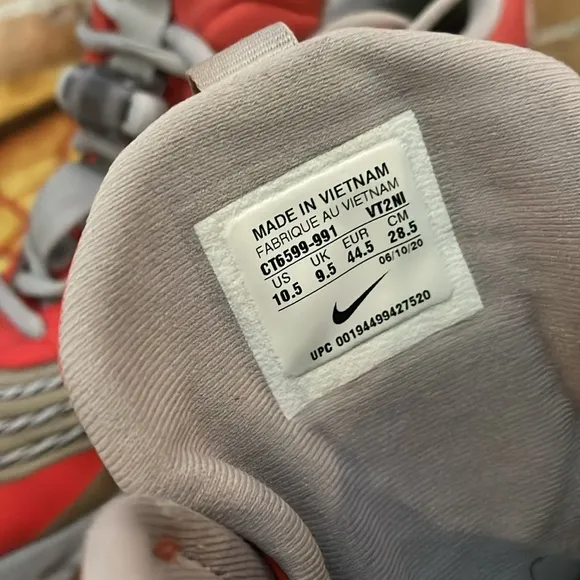 MADE IN VIETNAM
FABRIQUE AU VIETNAM
CT6599-991 VT2NI
US UK EUR CM
10.5 9.5 44.5 28.5
06/10/20
UPC 00194499427520